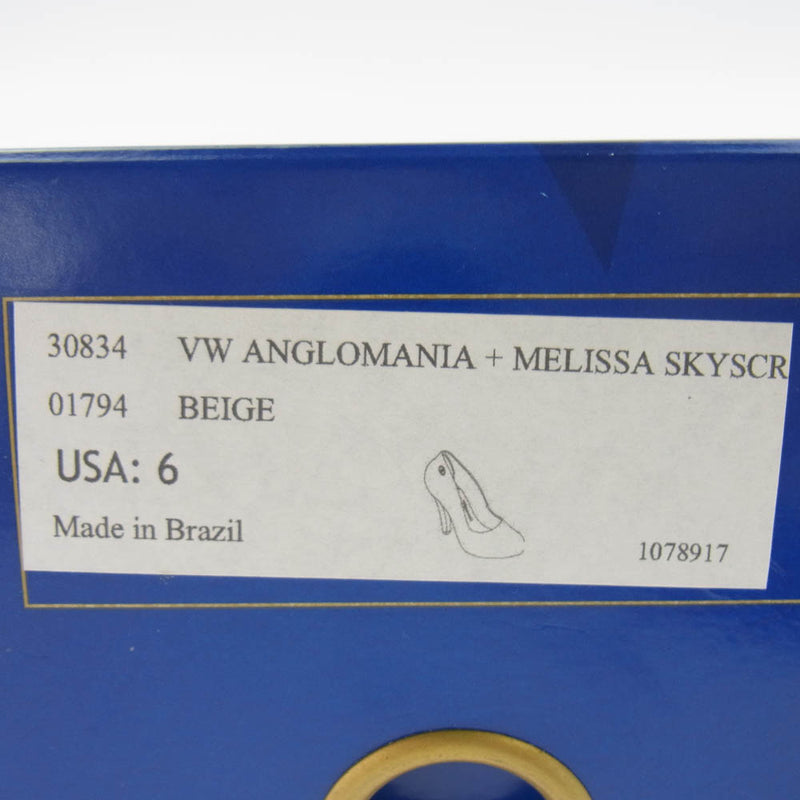 30834 VW ANGLOMANIA + MELISSA SKYSCR
01794 BEIGE
USA: 6
Made in Brazil
1078917